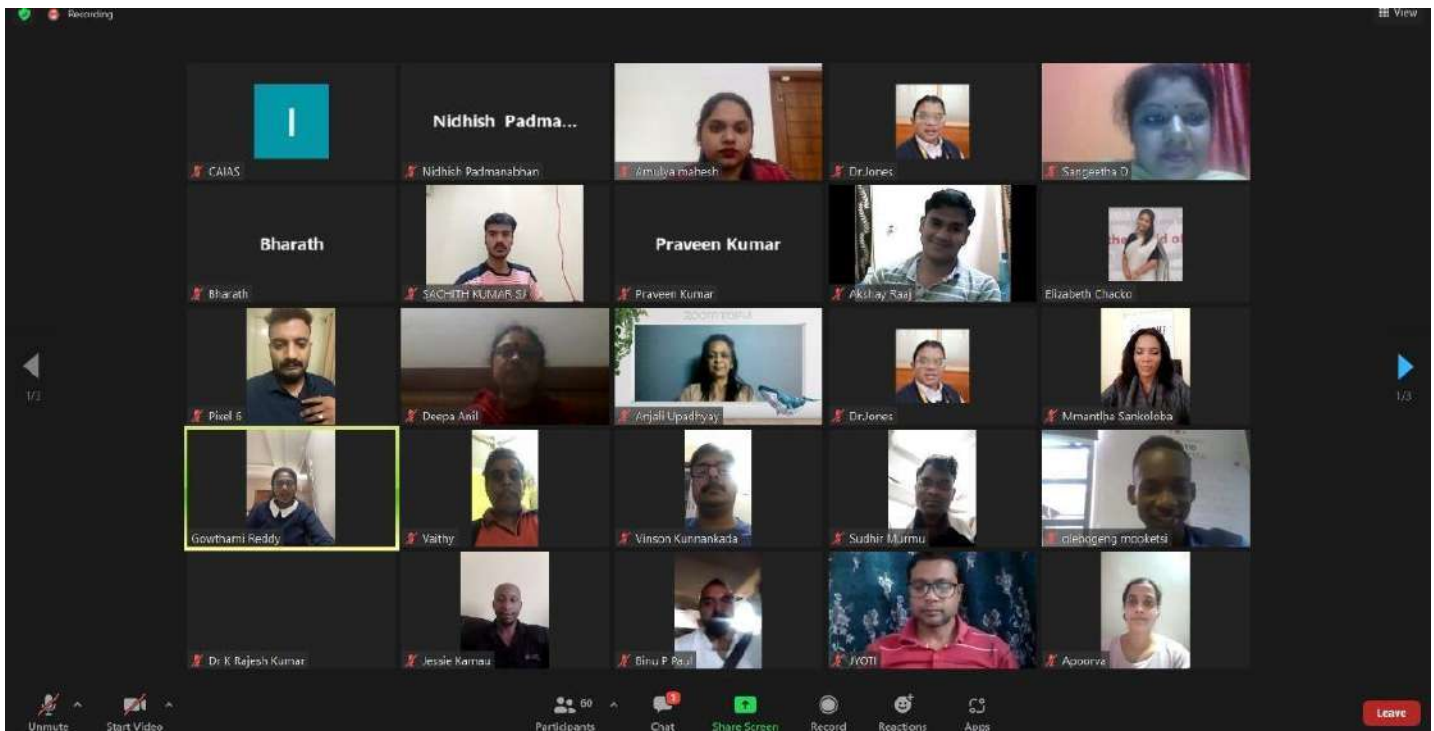 Recording
View
I
CAIAS
Nidhish Padma...
Nidhish Padmanabhan
Amulya mahesh
Dr.Jones
Sangeetha D
Bharath
Bharath
SACHITH KUMAR S.P
Praveen Kumar
Praveen Kumar
Akshay Raaj
Elizabeth Chacko
Pixel 6
Deepa Anil
ZOOMTOPIA
Anjali Upadhyay
Dr.Jones
Mmantlha Sankoloba
1/3
1/3
Gowthami Reddy
Vaithy
Vinson Kunnankada
Sudhir Murmu
olebogeng mooketsi
Dr K Rajesh Kumar
Jessie Kamau
Binu P Paul
JYOTI
Apoorva
Unmute
Start Video
60
Participants
3
Chat
Share Screen
Record
Reactions
Apps
Leave